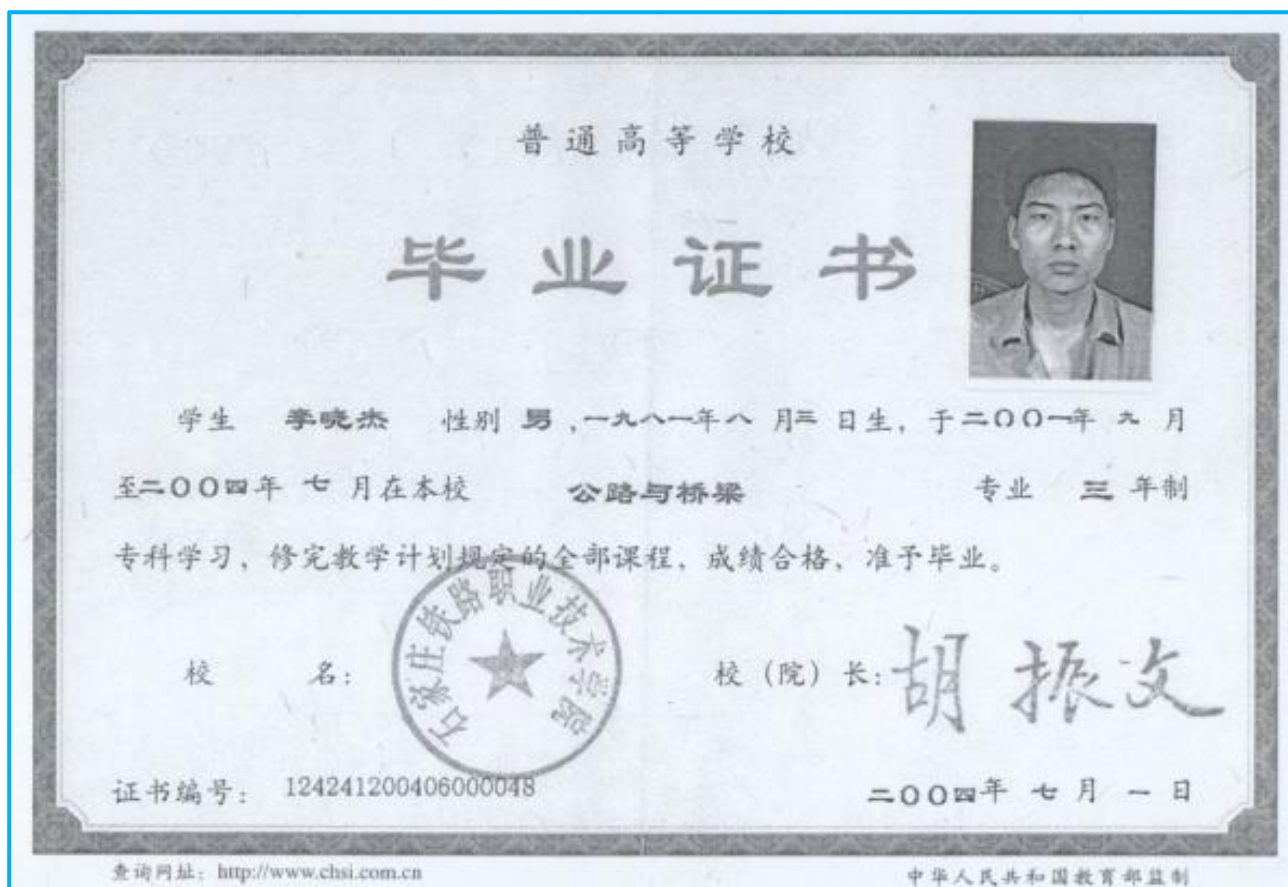 普通高等学校
毕业证书
学生 李晓杰 性别 男 ,一九八一年八 月三 日生，于二〇〇一年 九 月
至二〇〇四年 七 月在本校 公路与桥梁 专业 三 年制
专科学习，修完教学计划规定的全部课程，成绩合格，准予毕业。
石家庄铁路职业技术学院
校 名： 校（院）长：胡振文
证书编号： 124241200406000048 二〇〇四年 七 月 一 日
查询网址：http://www.chsi.com.cn 中华人民共和国教育部监制